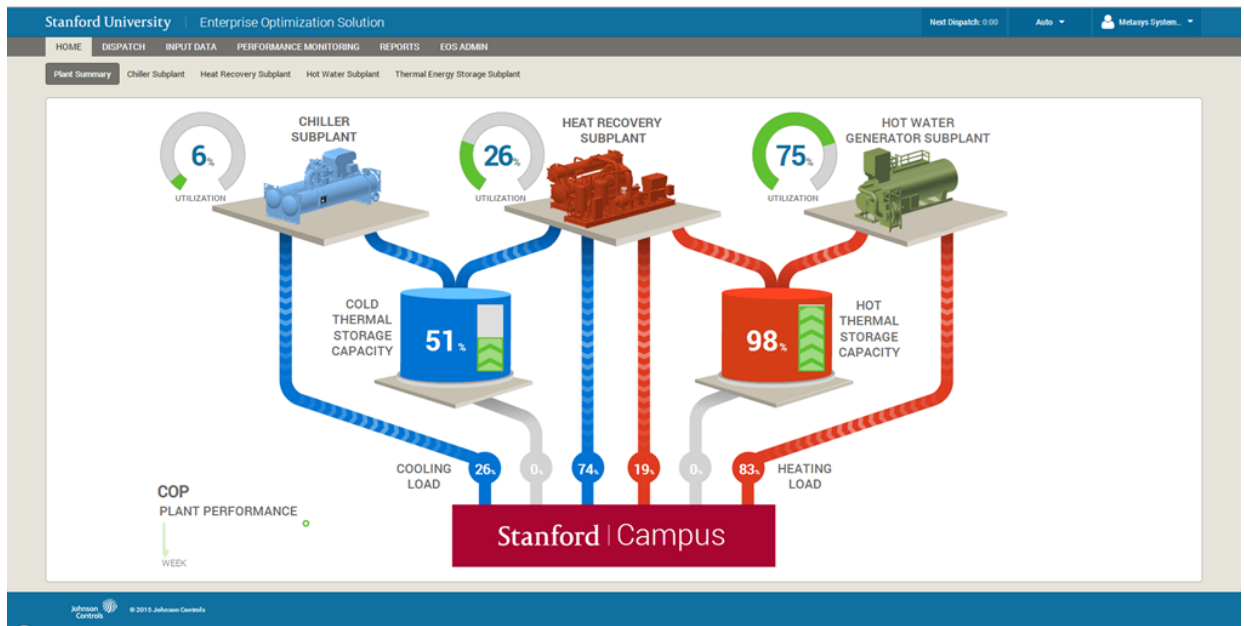 Stanford University | Enterprise Optimization Solution
Next Dispatch: 0:00
Auto
Metasys System...
HOME DISPATCH INPUT DATA PERFORMANCE MONITORING REPORTS EOS ADMIN
Plant Summary Chiller Subplant Heat Recovery Subplant Hot Water Subplant Thermal Energy Storage Subplant
6%
UTILIZATION
CHILLER
SUBPLANT
26%
UTILIZATION
HEAT RECOVERY
SUBPLANT
75%
UTILIZATION
HOT WATER
GENERATOR SUBPLANT
COLD
THERMAL
STORAGE
CAPACITY
51%
98%
HOT
THERMAL
STORAGE
CAPACITY
COOLING
LOAD
26%
0%
74%
19%
0%
83%
HEATING
LOAD
COP
PLANT PERFORMANCE
WEEK
Stanford | Campus
Johnson
Controls
© 2015 Johnson Controls